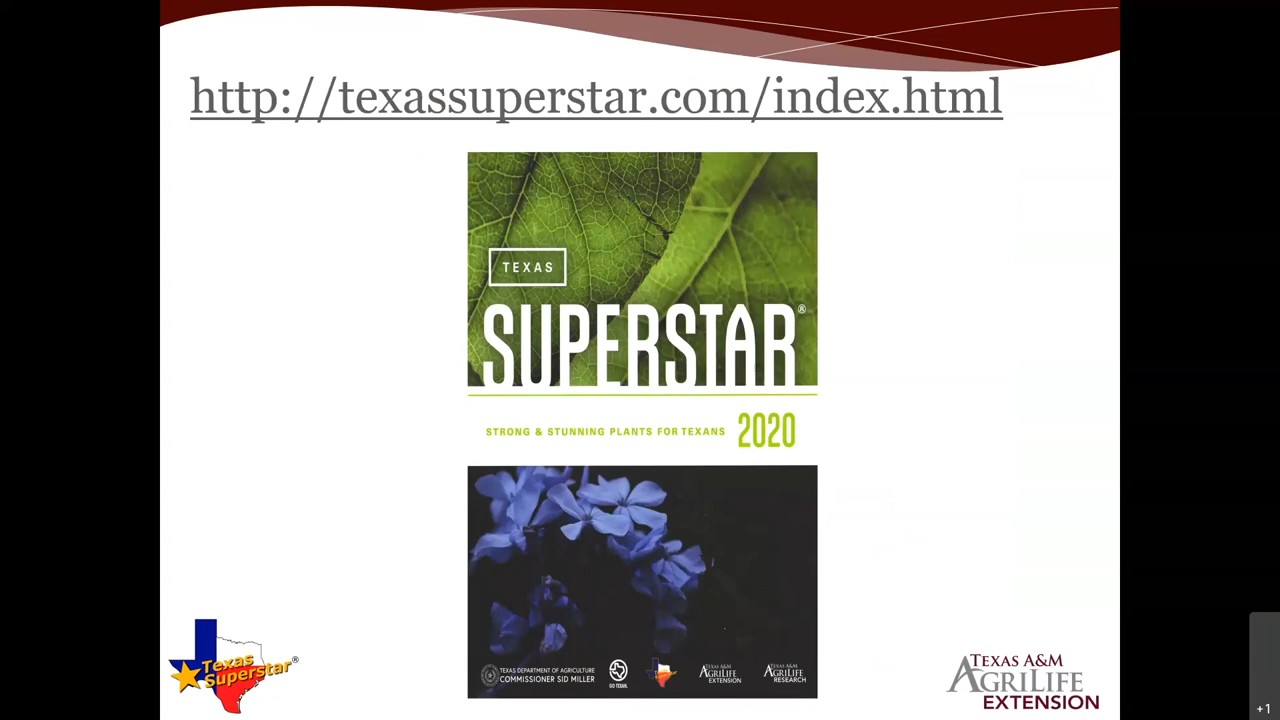 http://texassuperstar.com/index.html
TEXAS
SUPERSTAR®
STRONG & STUNNING PLANTS FOR TEXANS 2020
TEXAS DEPARTMENT OF AGRICULTURE
COMMISSIONER SID MILLER
GO TEXAN.
TEXAS A&M
AGRILIFE
EXTENSION
TEXAS A&M
AGRILIFE
RESEARCH
Texas
Superstar®
TEXAS A&M
AGRILIFE
EXTENSION
+1